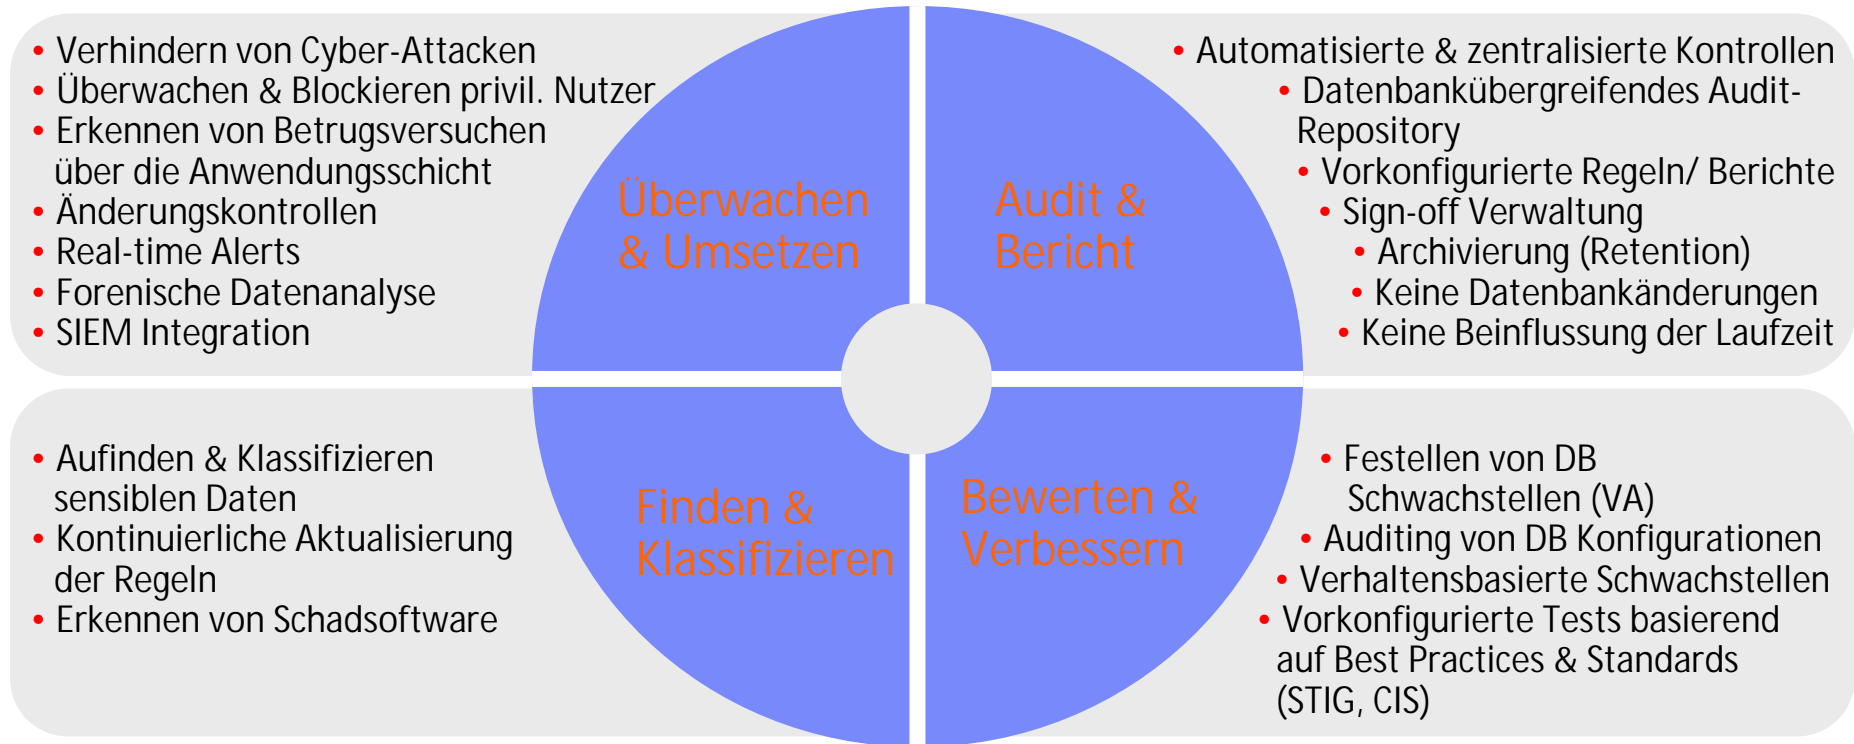 • Verhindern von Cyber-Attacken
• Überwachen & Blockieren privil. Nutzer
• Erkennen von Betrugsversuchen
über die Anwendungsschicht
• Änderungskontrollen
• Real-time Alerts
• Forenische Datenanalyse
• SIEM Integration
Überwachen
& Umsetzen
Audit &
Bericht
• Automatisierte & zentralisierte Kontrollen
• Datenbankübergreifendes Audit-
Repository
• Vorkonfigurierte Regeln/ Berichte
• Sign-off Verwaltung
• Archivierung (Retention)
• Keine Datenbankänderungen
• Keine Beinflussung der Laufzeit
• Aufinden & Klassifizieren
sensiblen Daten
• Kontinuierliche Aktualisierung
der Regeln
• Erkennen von Schadsoftware
Finden &
Klassifizieren
Bewerten &
Verbessern
• Festellen von DB
Schwachstellen (VA)
• Auditing von DB Konfigurationen
• Verhaltensbasierte Schwachstellen
• Vorkonfigurierte Tests basierend
auf Best Practices & Standards
(STIG, CIS)